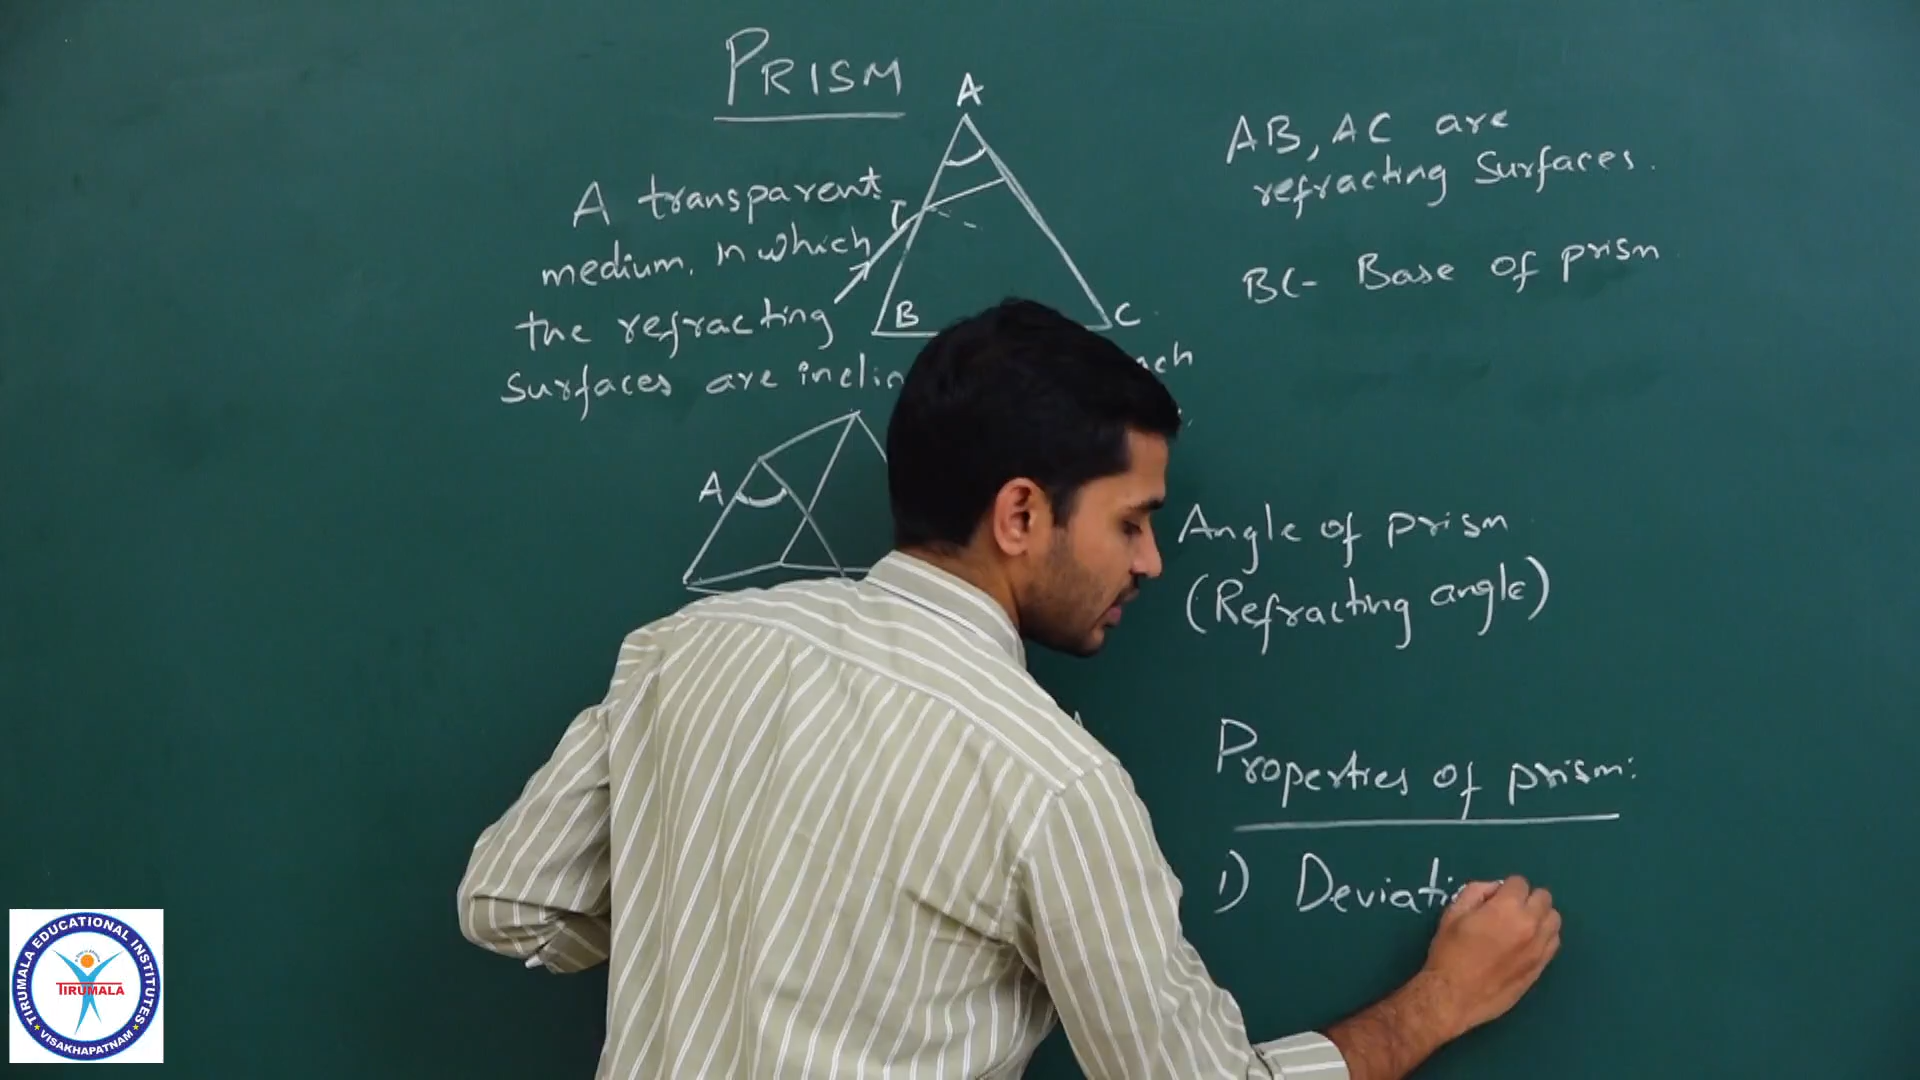 PRISM
A
A transparent
medium, in which
the refracting
surfaces are
B
C
A
AB, AC are
refracting surfaces.
BC- Base of prism
Angle of prism
(Refracting angle)
Properties of prism:
1) Deviati
TIRUMALA EDUCATIONAL INSTITUTES
TIRUMALA
VISAKHAPATNAM